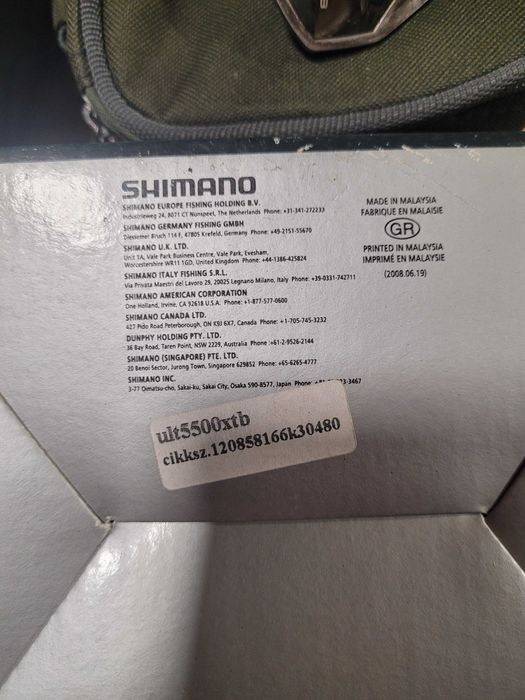 SHIMANO
SHIMANO EUROPE FISHING HOLDING B.V.
Industrieweg 24, 8071 CT Nunspeet, The Netherlands Phone: +31-341-272233
SHIMANO GERMANY FISHING GMBH
Diessemer Bruch 114 f, 47805 Krefeld, Germany Phone: +49-2151-55670
SHIMANO U.K. LTD.
Unit 1A, Vale Park Business Centre, Vale Park, Evesham,
Worcestershire WR11 1GD, United Kingdom Phone: +44-1386-425824
SHIMANO ITALY FISHING S.R.L.
Via Privata Maestri del Lavoro 29, 20025 Legnano Milano, Italy Phone: +39-0331-742711
SHIMANO AMERICAN CORPORATION
One Holland, Irvine, CA 92618 U.S.A. Phone: +1-877-577-0600
SHIMANO CANADA LTD.
427 Pido Road Peterborough, ON K9J 6X7, Canada Phone: +1-705-745-3232
DUNPHY HOLDING PTY. LTD.
36 Bay Road, Taren Point, NSW 2229, Australia Phone :+61-2-9526-2144
SHIMANO (SINGAPORE) PTE. LTD.
20 Benoi Sector, Jurong Town, Singapore 629852 Phone: +65-6265-4777
SHIMANO INC.
3-77 Oimatsu-cho, Sakai-ku, Sakai City, Osaka 590-8577, Japan Phone: 3-3467
MADE IN MALAYSIA
FABRIQUE EN MALAISIE
GR
PRINTED IN MALAYSIA
IMPRIMÉ EN MALAYSIE
(2008.06.19)
ult5500xtb
cikksz.120858166k30480